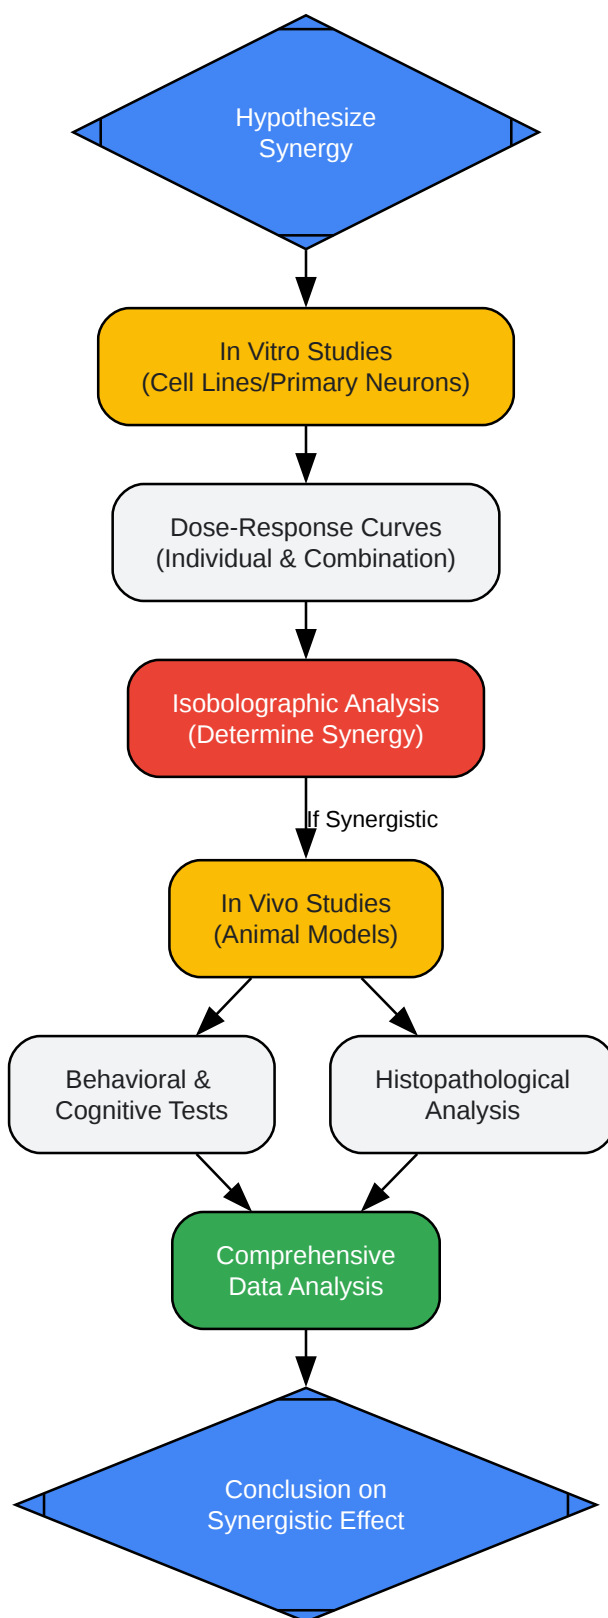 Hypothesize
Synergy
In Vitro Studies
(Cell Lines/Primary Neurons)
Dose-Response Curves
(Individual & Combination)
Isobolographic Analysis
(Determine Synergy)
If Synergistic
In Vivo Studies
(Animal Models)
Behavioral &
Cognitive Tests
Histopathological
Analysis
Comprehensive
Data Analysis
Conclusion on
Synergistic Effect